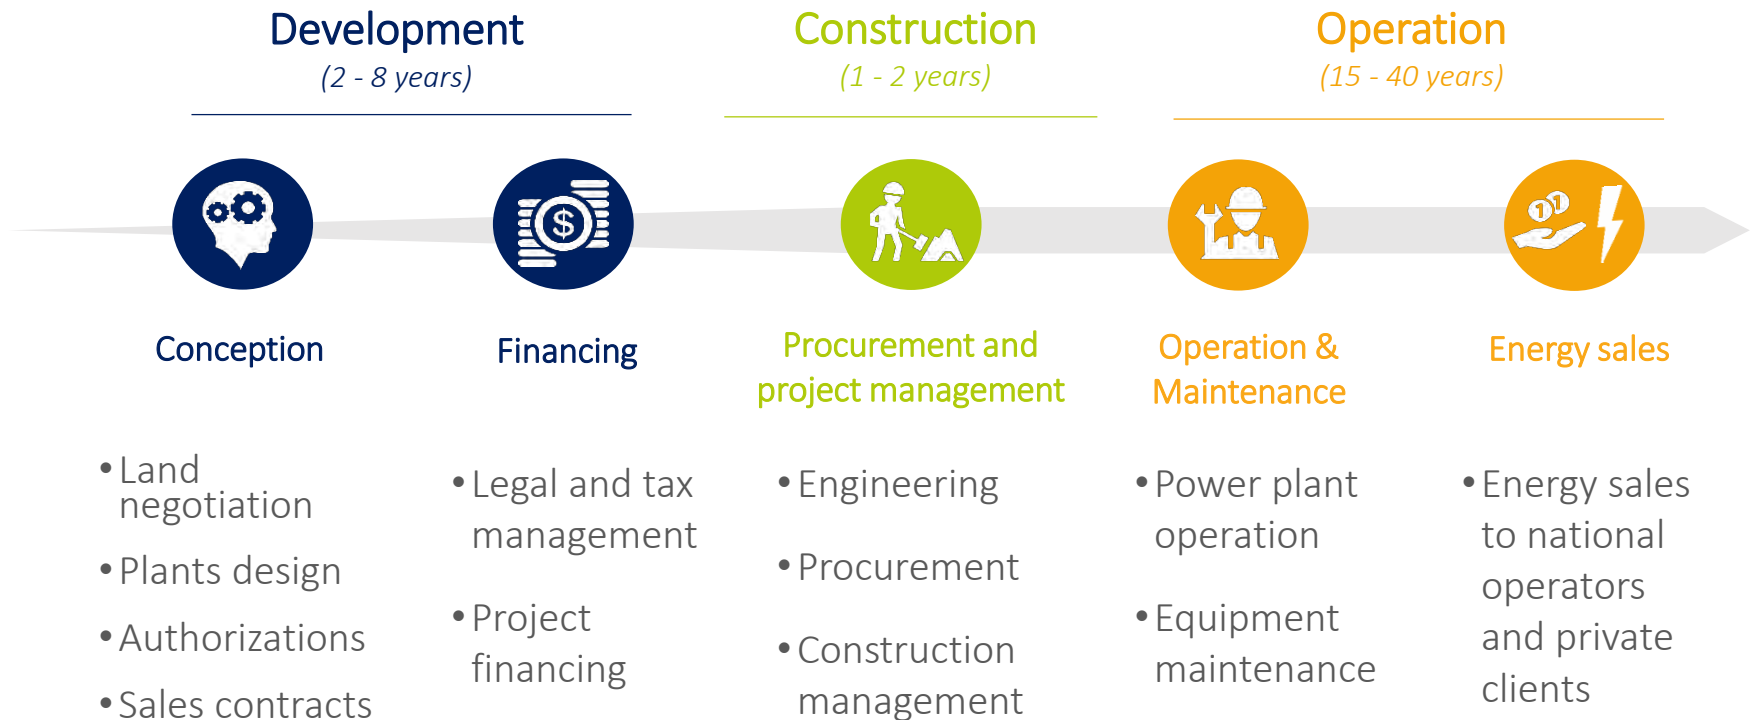 Development
(2 - 8 years)
Construction
(1 - 2 years)
Operation
(15 - 40 years)
$
Conception
Financing
Procurement and
project management
Operation &
Maintenance
Energy sales
•Land
negotiation
•Plants design
•Authorizations
•Sales contracts
•Legal and tax
management
•Project
financing
•Engineering
•Procurement
•Construction
management
•Power plant
operation
•Equipment
maintenance
•Energy sales
to national
operators
and private
clients